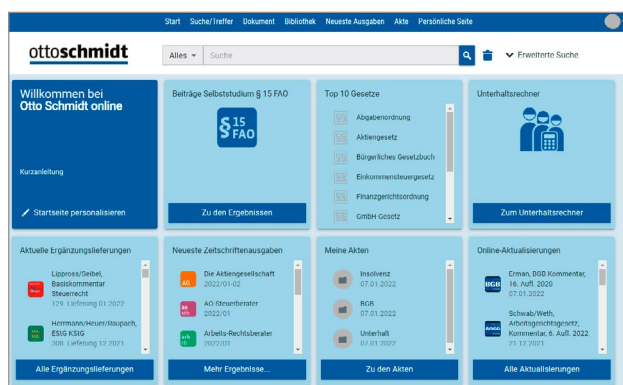 Start Suche/Treffer Dokument Bibliothek Neueste Ausgaben Akte Persönliche Seite
ottoschmidt
Alles Suche Erweiterte Suche
Willkommen bei
Otto Schmidt online
Kurzanleitung
Startseite personalisieren
Beiträge Selbststudium § 15 FAO
§ 15
FAO
Zu den Ergebnissen
Top 10 Gesetze
Abgabenordnung
Aktiengesetz
Bürgerliches Gesetzbuch
Einkommensteuergesetz
Finanzgerichtsordnung
GmbH Gesetz
Unterhaltsrechner
Zum Unterhaltsrechner
Aktuelle Ergänzungslieferungen
Lippross/Seibel,
Basiskommentar
Steuerrecht
129. Lieferung 01.2022
Herrmann/Heuer/Raupach,
EStG KStG
308. Lieferung 12.2021
Alle Ergänzungslieferungen
Neueste Zeitschriftenausgaben
AG
Die Aktiengesellschaft
2022/01-02
AO-Steuerberater
2022/01
Arbeits-Rechtsberater
2022/01
Mehr Ergebnisse...
Meine Akten
Insolvenz
07.01.2022
BGB
07.01.2022
Unterhalt
07.01.2022
Zu den Akten
Online-Aktualisierungen
BGB
Erman, BGB Kommentar,
16. Aufl. 2020
07.01.2022
Schwab/Weth,
Arbeitsgerichtsgesetz,
Kommentar, 6. Aufl. 2022
21.12.2021
Alle Aktualisierungen